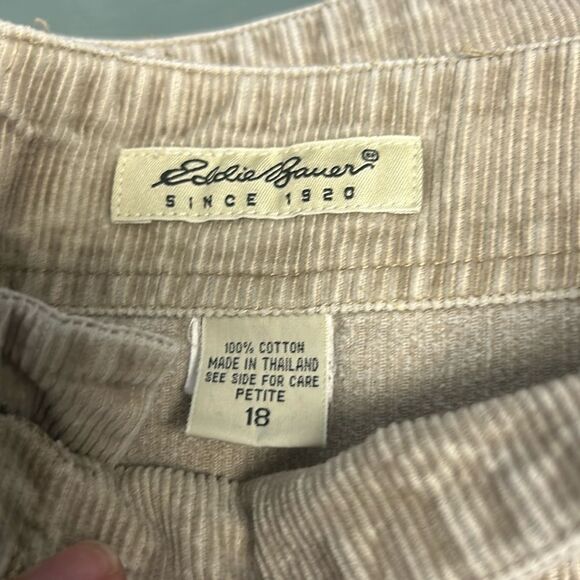 Eddie Bauer®
SINCE 1920
100% COTTON
MADE IN THAILAND
SEE SIDE FOR CARE
PETITE
18